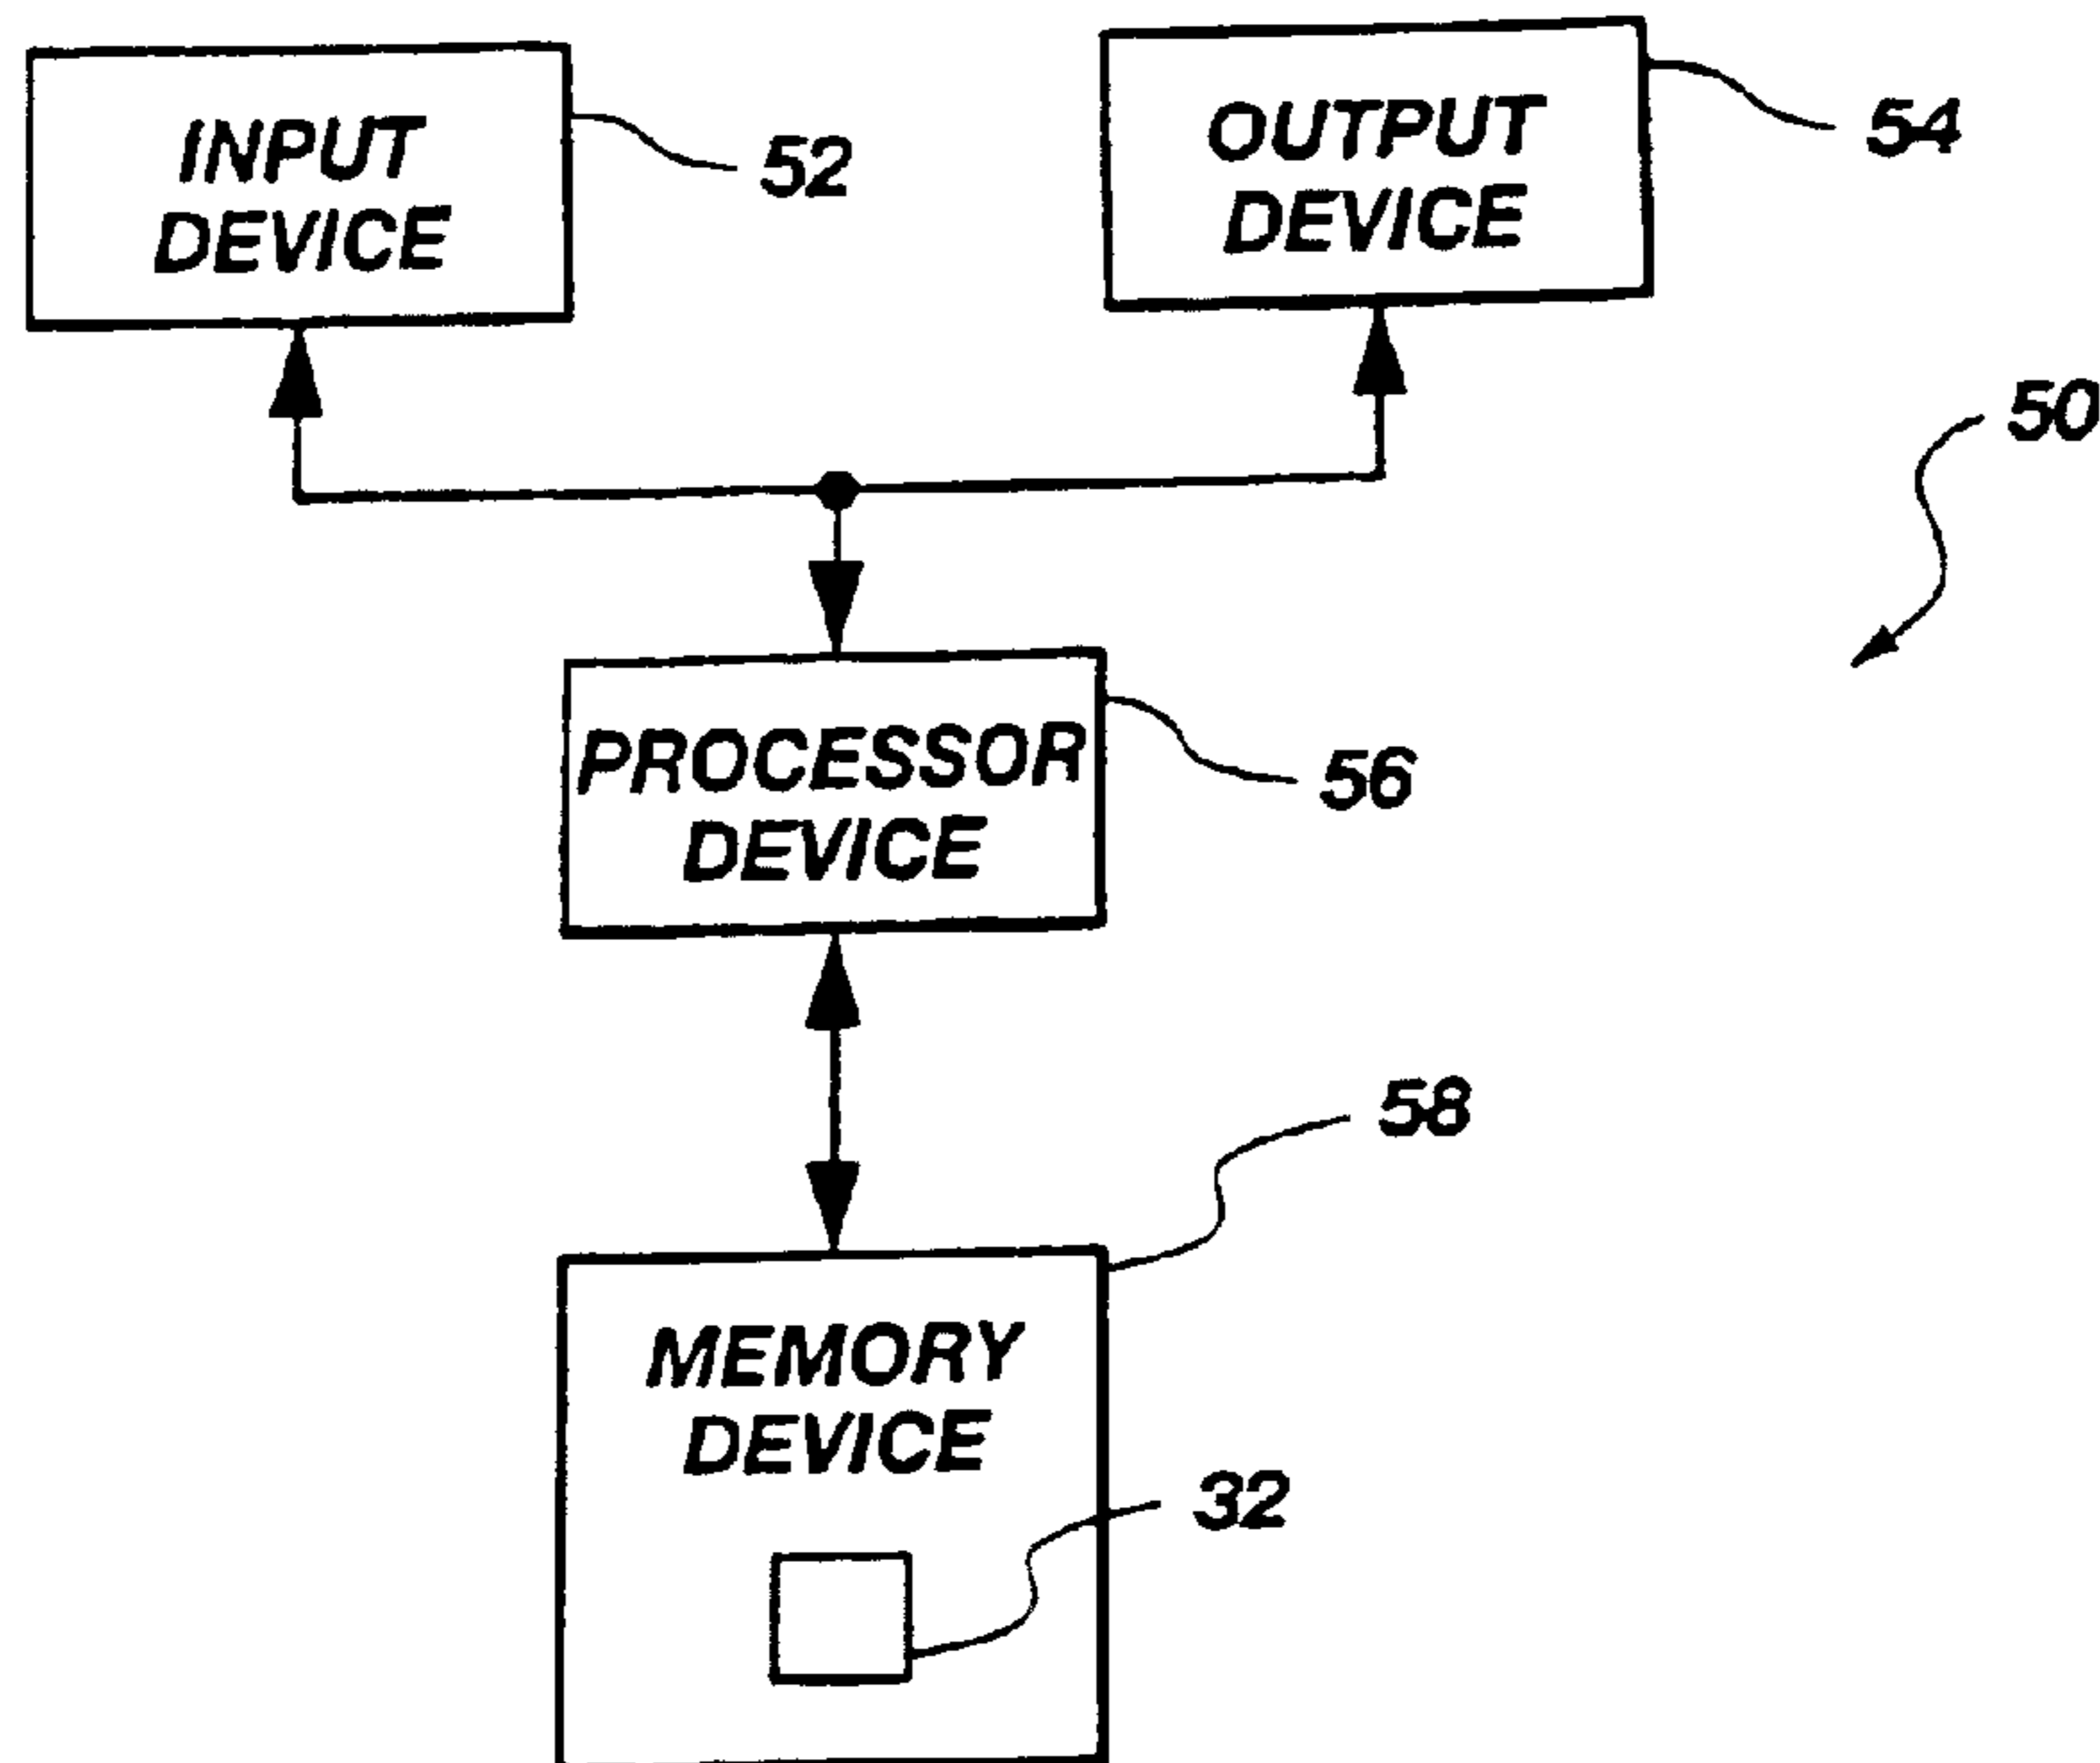 INPUT
DEVICE
52
OUTPUT
DEVICE
54
50
PROCESSOR
DEVICE
56
58
MEMORY
DEVICE
32